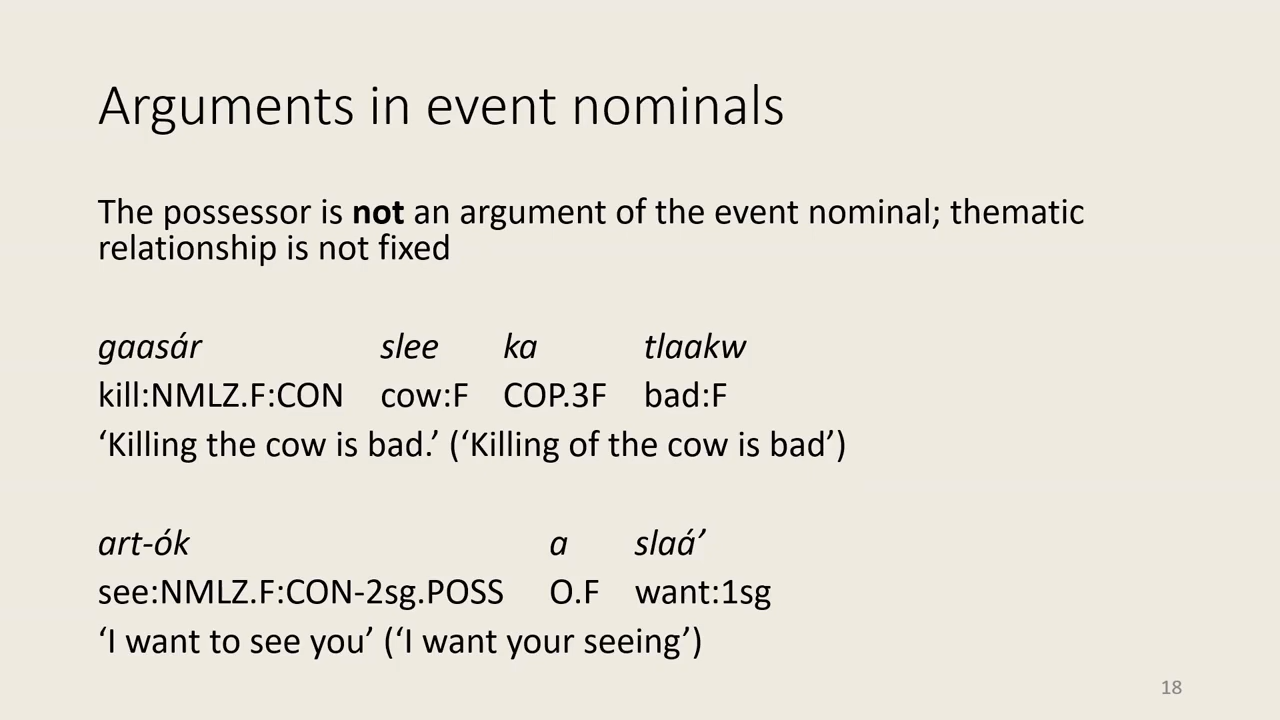 Arguments in event nominals
The possessor is not an argument of the event nominal; thematic
relationship is not fixed
gaasár slee ka tlaakw
kill:NMLZ.F:CON cow:F COP.3F bad:F
‘Killing the cow is bad.’ (‘Killing of the cow is bad’)
art-ók a slaá’
see:NMLZ.F:CON-2sg.POSS O.F want:1sg
‘I want to see you’ (‘I want your seeing’)
18